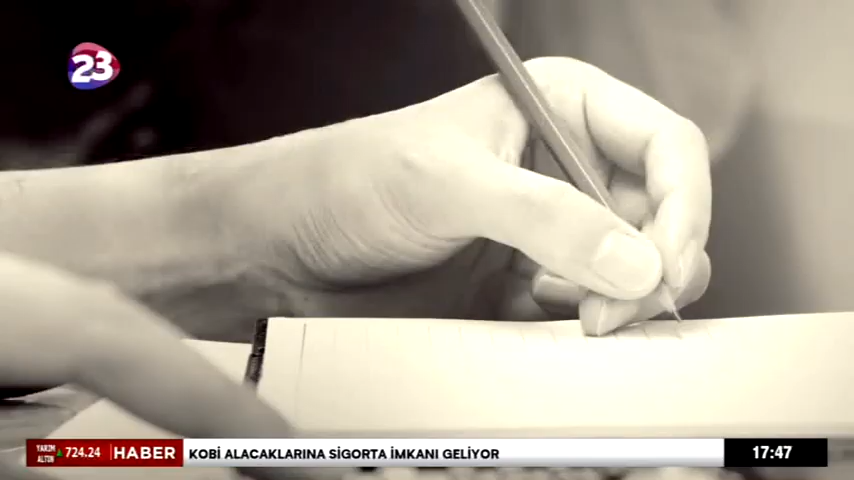 23
YARIM
ALTIN
724.24
HABER
KOBİ ALACAKLARINA SİGORTA İMKANI GELİYOR
17:47